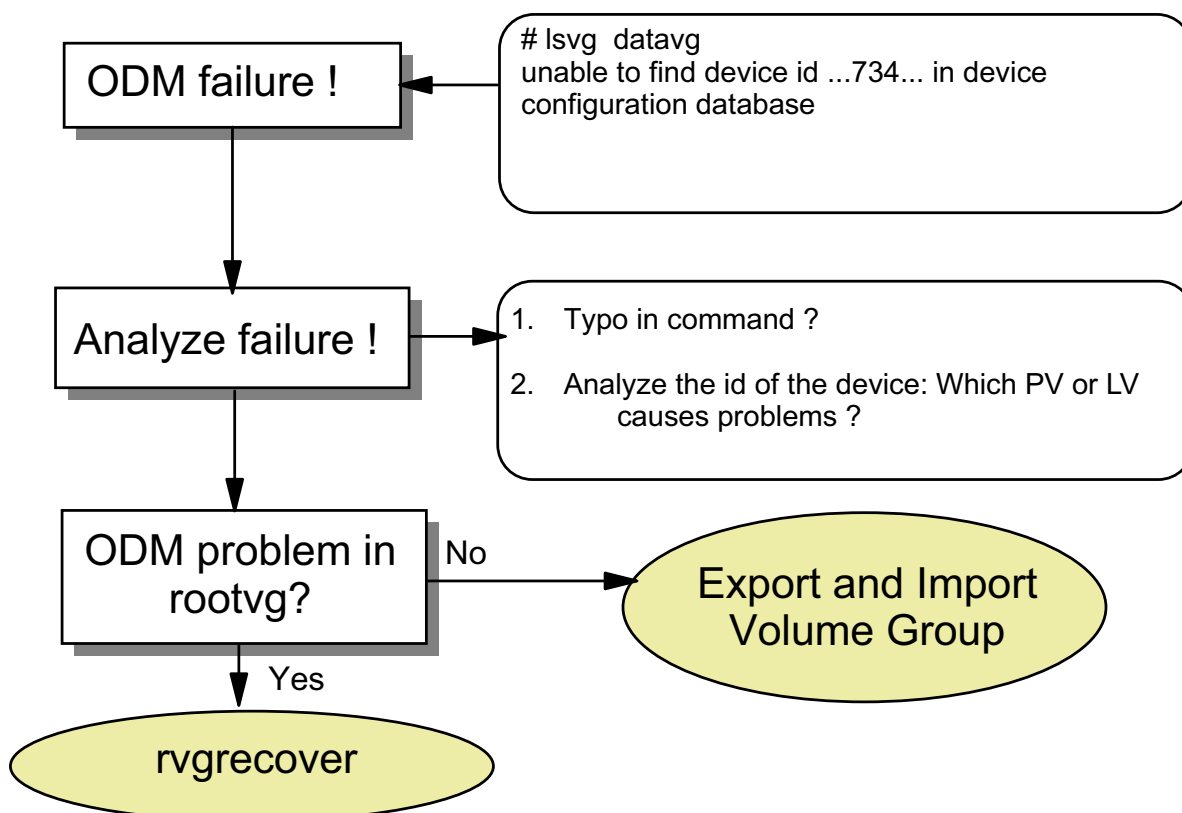 ODM failure !
# lsvg datavg
unable to find device id ...734... in device
configuration database
Analyze failure !
1. Typo in command ?
2. Analyze the id of the device: Which PV or LV
causes problems ?
ODM problem in
rootvg?
No
Export and Import
Volume Group
Yes
rvgrecover